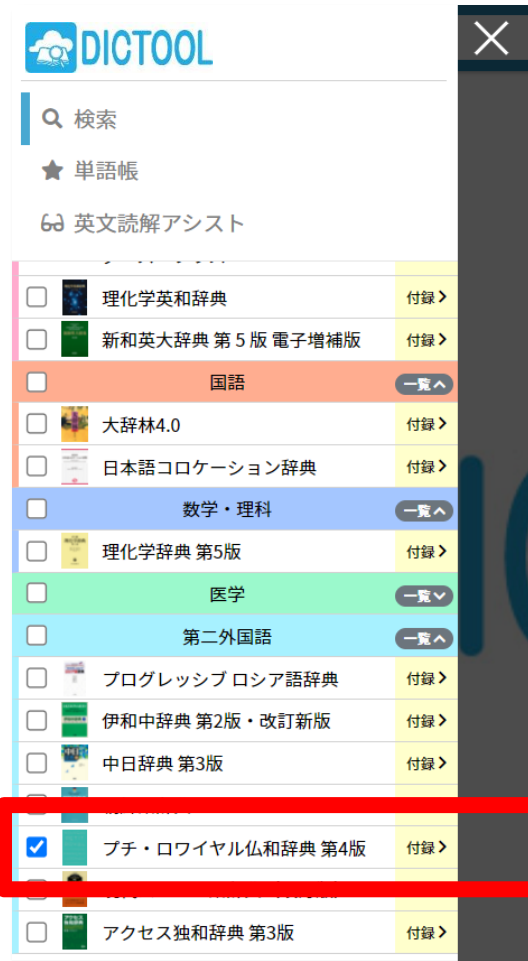 DICTOOL
検索
単語帳
英文読解アシスト
理化学英和辞典 付録
新和英大辞典 第5版 電子増補版 付録
国語 一覧
大辞林4.0 付録
日本語コロケーション辞典 付録
数学・理科 一覧
理化学辞典 第5版 付録
医学 一覧
第二外国語 一覧
プログレッシブ ロシア語辞典 付録
伊和中辞典 第2版・改訂新版 付録
中日辞典 第3版 付録
プチ・ロワイヤル仏和辞典 第4版 付録
アクセス独和辞典 第3版 付録